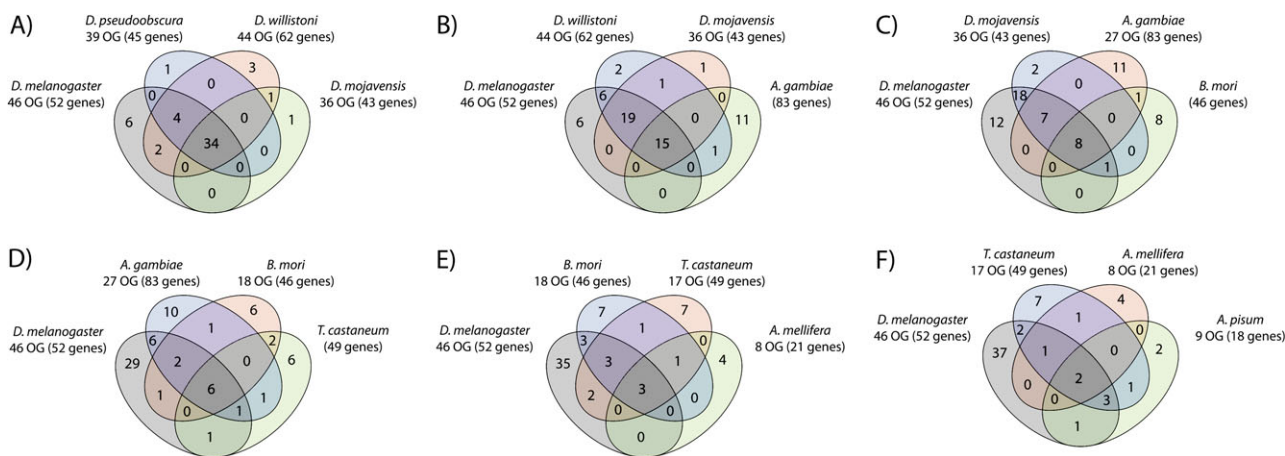 A)
D. pseudoobscura
39 OG (45 genes)
D. willistoni
44 OG (62 genes)
D. melanogaster
46 OG (52 genes)
D. mojavensis
36 OG (43 genes)
1
3
0
0
1
6
4
0
1
2
34
0
0
0
0
B)
D. willistoni
44 OG (62 genes)
D. mojavensis
36 OG (43 genes)
D. melanogaster
46 OG (52 genes)
A. gambiae
(83 genes)
2
1
1
6
0
6
19
0
11
0
15
1
0
0
0
C)
D. mojavensis
36 OG (43 genes)
A. gambiae
27 OG (83 genes)
D. melanogaster
46 OG (52 genes)
B. mori
(46 genes)
2
11
0
18
1
12
7
0
8
0
8
0
0
1
0
D)
A. gambiae
27 OG (83 genes)
B. mori
18 OG (46 genes)
D. melanogaster
46 OG (52 genes)
T. castaneum
(49 genes)
10
6
1
6
2
29
2
0
6
1
6
1
0
1
1
E)
B. mori
18 OG (46 genes)
T. castaneum
17 OG (49 genes)
D. melanogaster
46 OG (52 genes)
A. mellifera
8 OG (21 genes)
7
7
1
3
0
35
3
1
4
2
3
0
0
0
0
F)
T. castaneum
17 OG (49 genes)
A. mellifera
8 OG (21 genes)
D. melanogaster
46 OG (52 genes)
A. pisum
9 OG (18 genes)
7
4
1
2
0
37
1
0
2
0
2
1
0
3
1